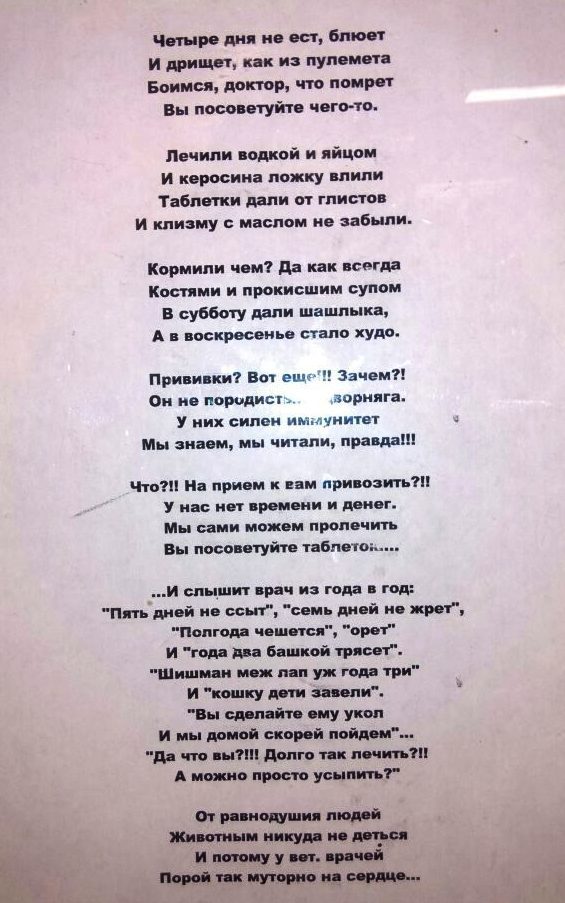 Четыре дня не ест, блюет
И дрищет, как из пулемета
Боимся, доктор, что помрет
Вы посоветуйте чего-то.
Лечили водкой и яйцом
И керосина ложку влили
Таблетки дали от глистов
И клизму с маслом не забыли.
Кормили чем? Да как всегда
Костями и прокисшим супом
В субботу дали шашлыка,
А в воскресенье стало худо.
Прививки? Вот еще!!! Зачем?!
Он не
У них силен иммунитет
Мы знаем, мы читали, правда!!!
Что?!! На прием к вам привозить?!!
У нас нет времени и денег.
Мы сами можем пролечить
Вы посоветуйте таблеток....
...И слышит врач из года в год:
"Пять дней не ссыт", "семь дней не жрет",
"Полгода чешется", "орет"
И "года два башкой трясет".
"Шишман меж лап уж года три"
И "кошку дети завели".
"Вы сделайте ему укол
И мы домой скорей пойдем"...
"Да что вы?!!! Долго так лечить?!!
А можно просто усыпить?"
От равнодушия людей
Животным никуда не деться
И потому у вет. врачей
Порой так муторно на сердце...